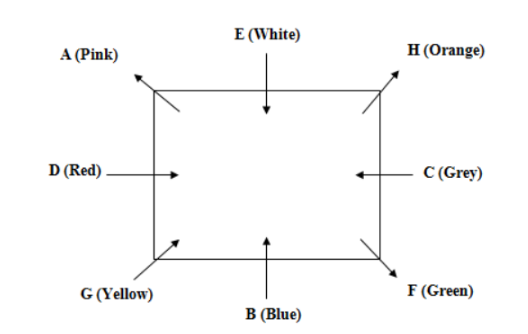 E (White)
A (Pink)
H (Orange)
D (Red)
C (Grey)
G (Yellow)
F (Green)
B (Blue)